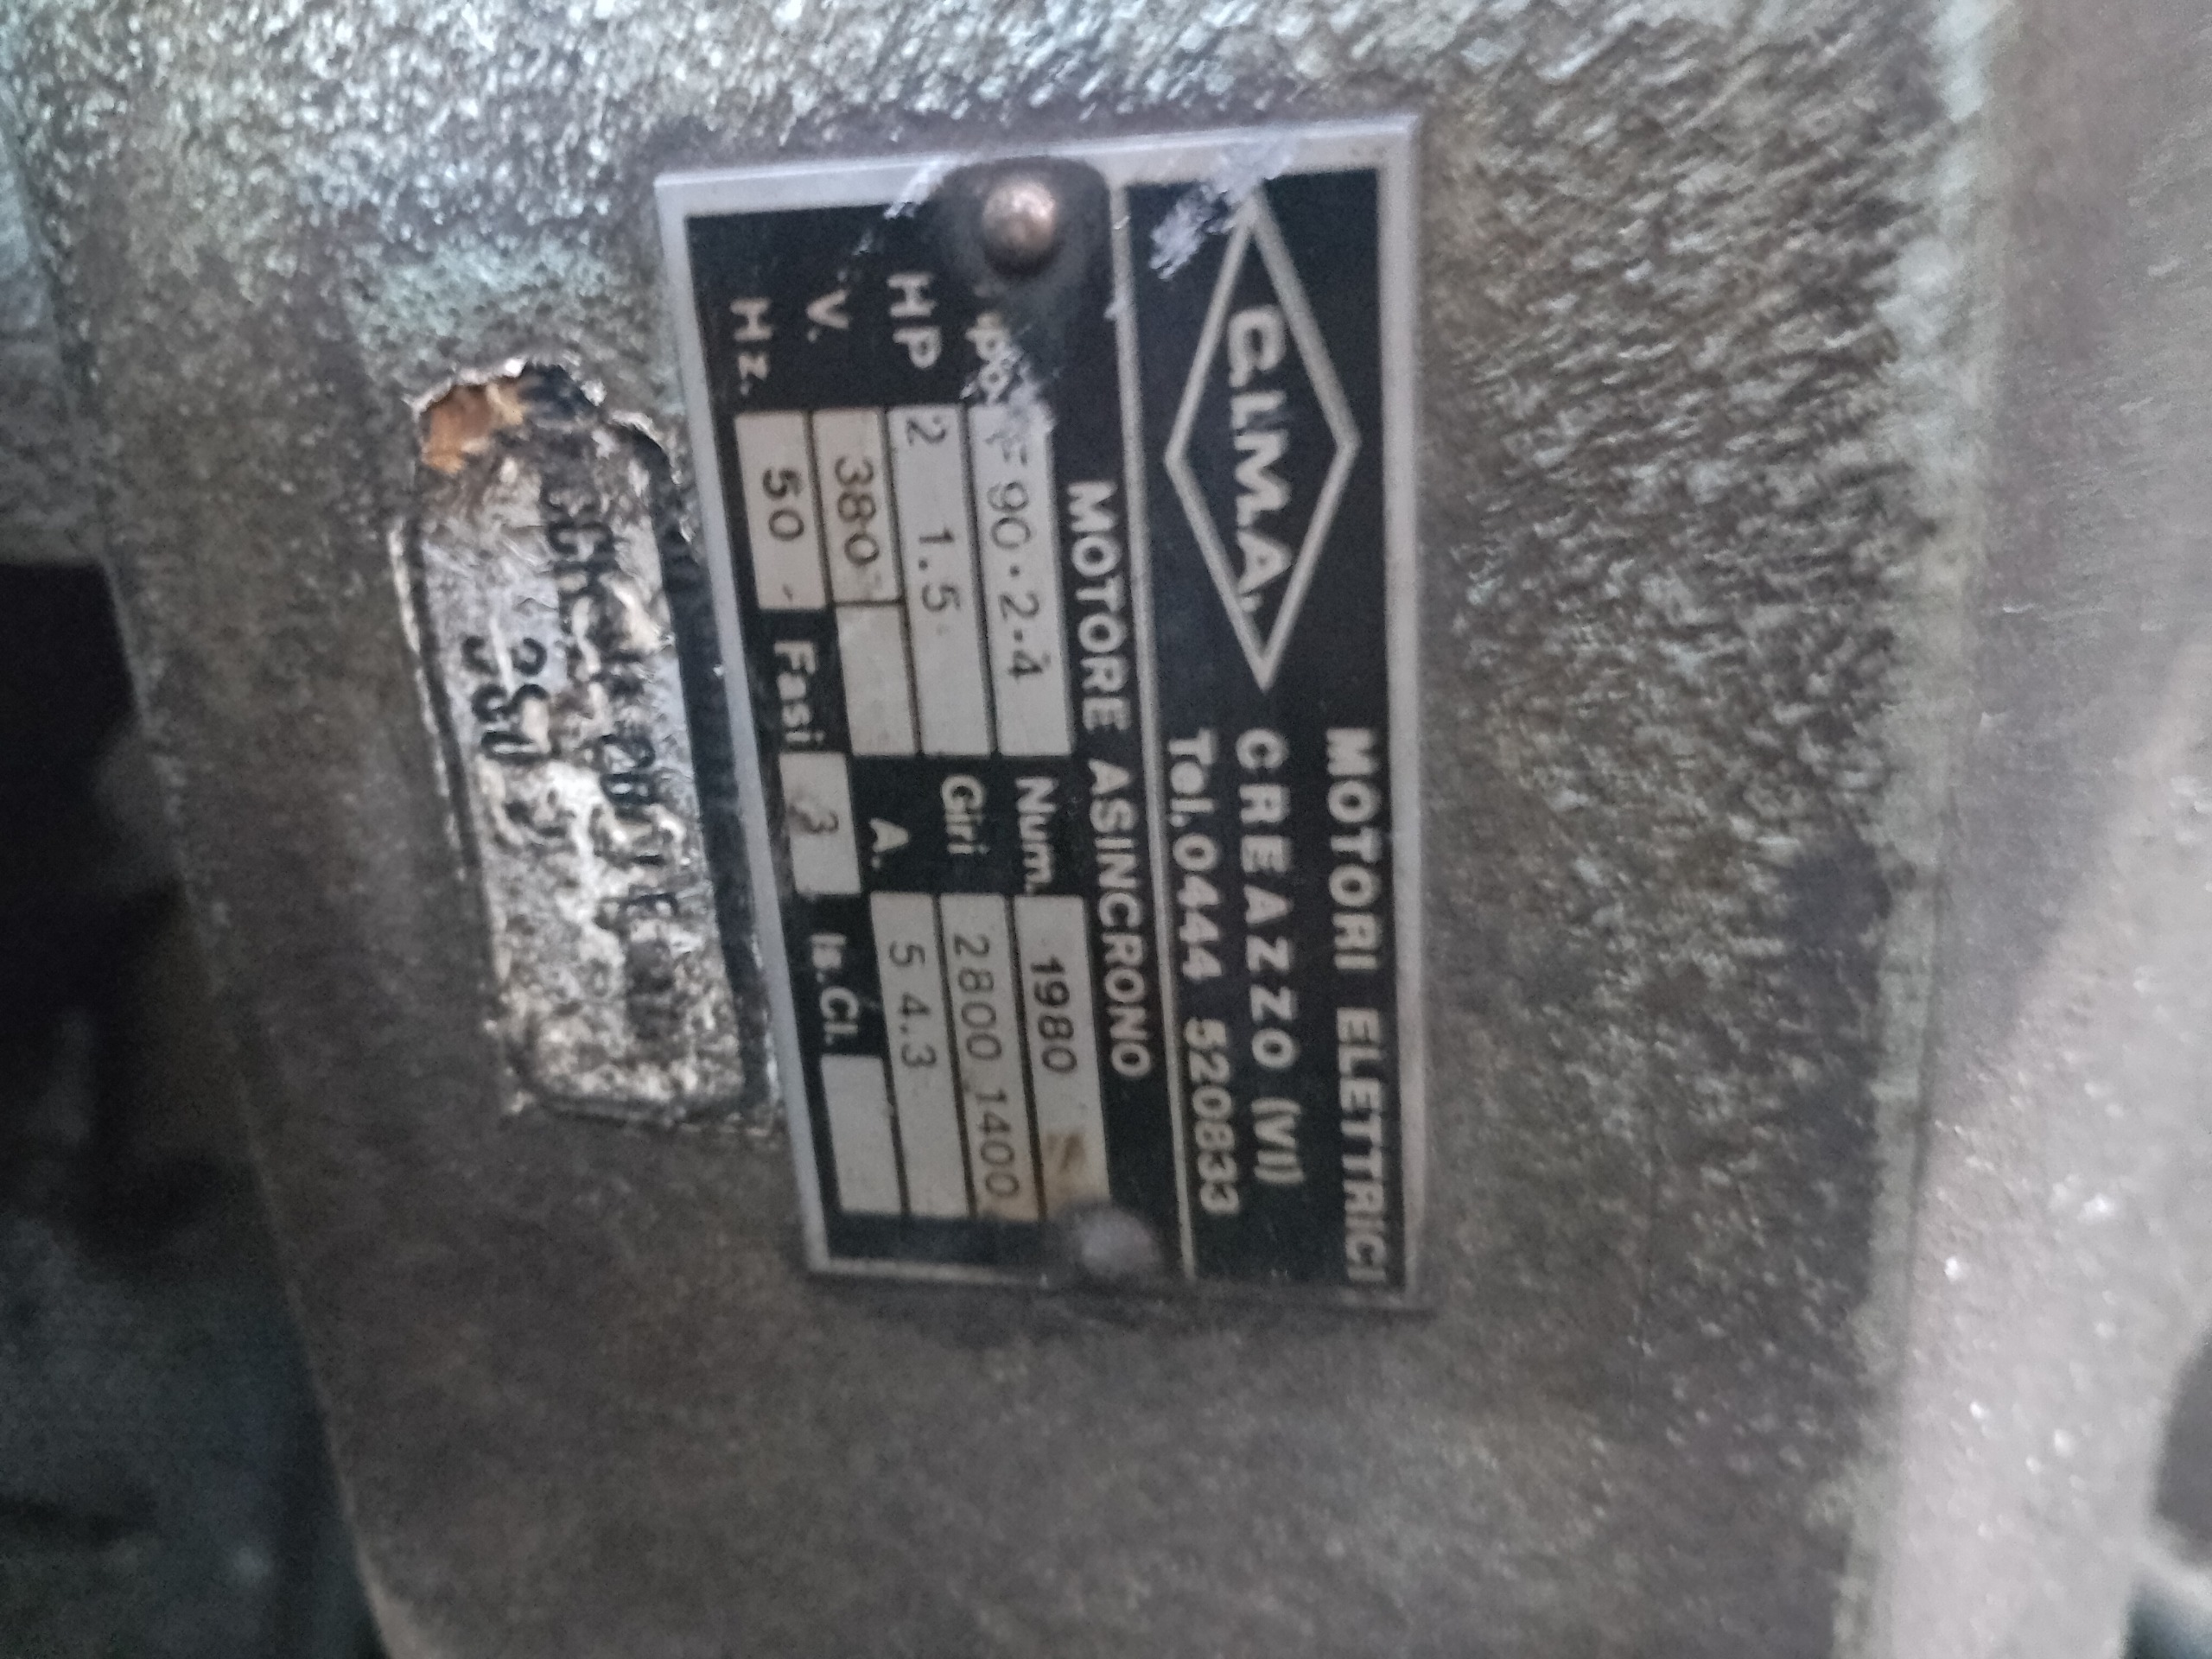 MOTORI ELETTRICI
CREAZZO (VI)
Tel. 0444 520833
MOTORE ASINCRONO
90.2.4 Num. 1980
HP 2 1.5 Giri 2800 1400
V. 380 A. 5 4.3
Hz. 50 Fasi 3 Is.Cl.
380